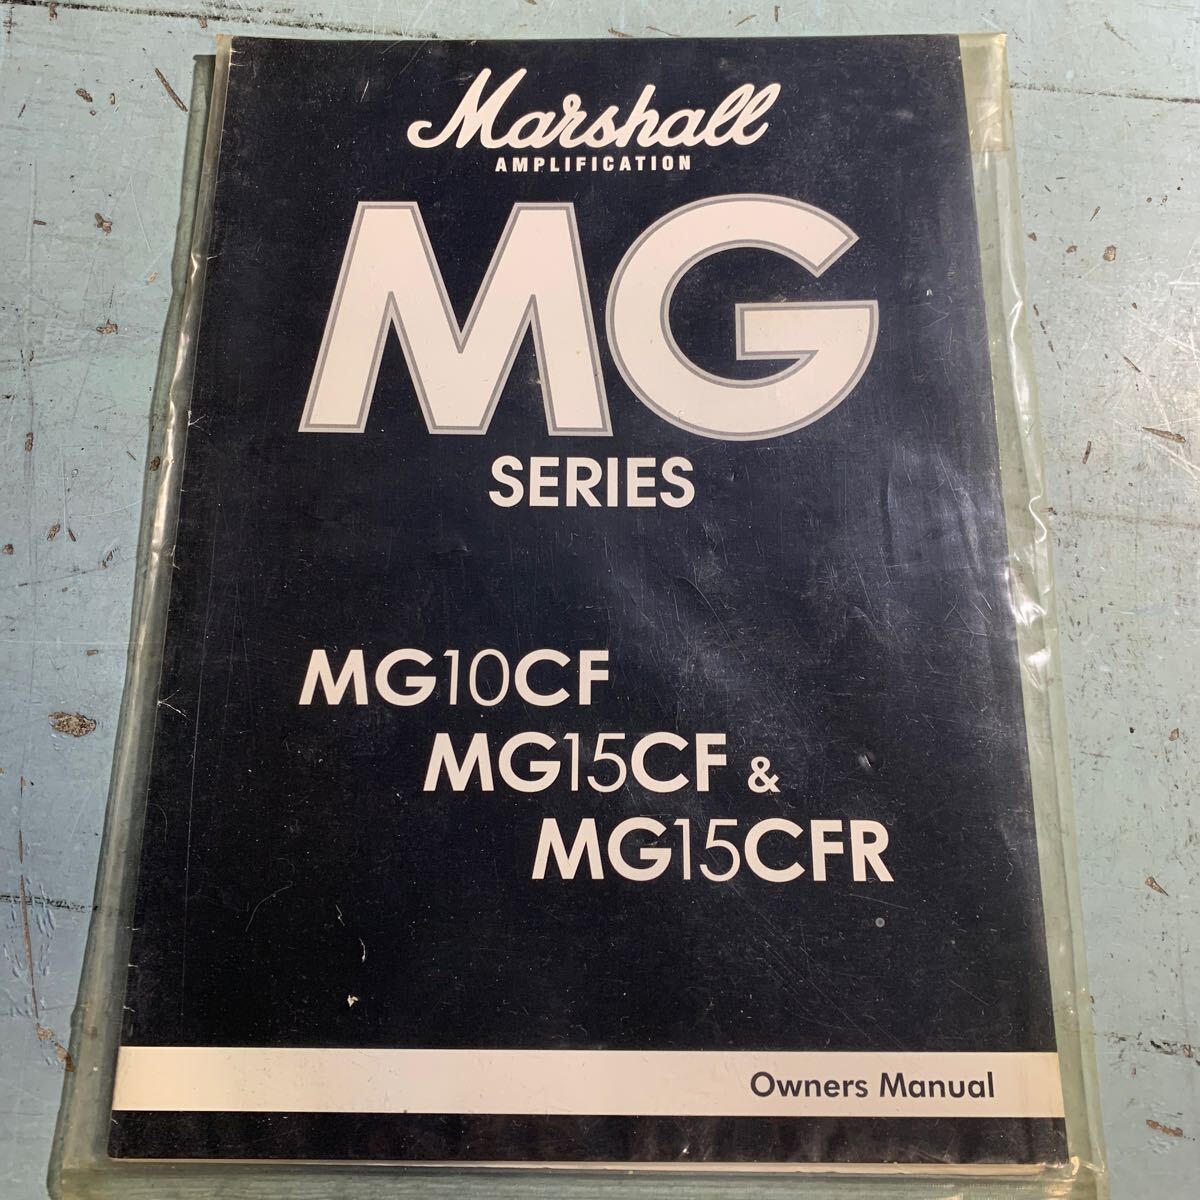 Marshall
AMPLIFICATION
MG
SERIES
MG10CF
MG15CF &
MG15CFR
Owners Manual